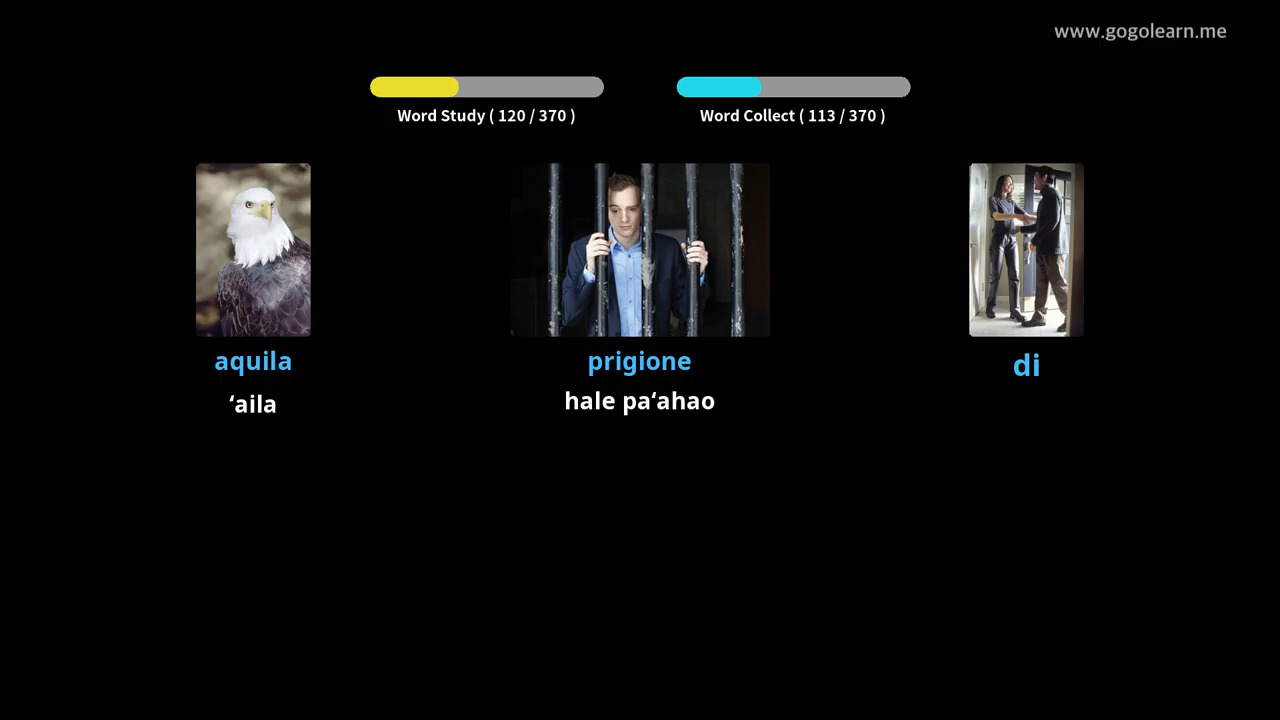 www.gogolearn.me
Word Study ( 120 / 370 )
Word Collect ( 113 / 370 )
aquila
prigione
di
ʻaila
hale paʻahao